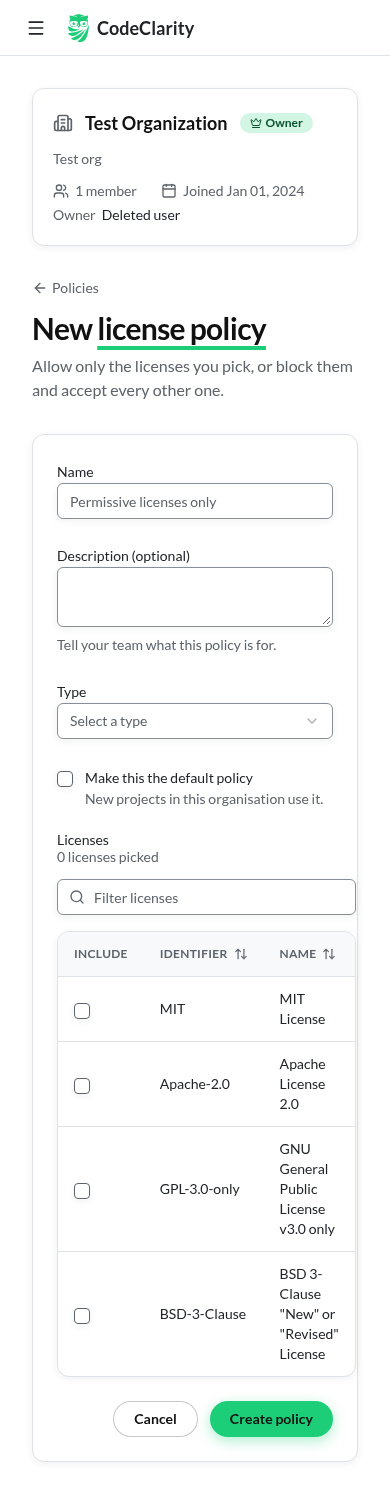 CodeClarity
Test Organization Owner
Test org
1 member Joined Jan 01, 2024
Owner Deleted user
Policies
New license policy
Allow only the licenses you pick, or block them
and accept every other one.
Name
Permissive licenses only
Description (optional)
Tell your team what this policy is for.
Type
Select a type
Make this the default policy
New projects in this organisation use it.
Licenses
0 licenses picked
Filter licenses
INCLUDE IDENTIFIER NAME
MIT
MIT
License
Apache-2.0
Apache
License
2.0
GPL-3.0-only
GNU
General
Public
License
v3.0 only
BSD-3-Clause
BSD 3-
Clause
"New" or
"Revised"
License
Cancel Create policy